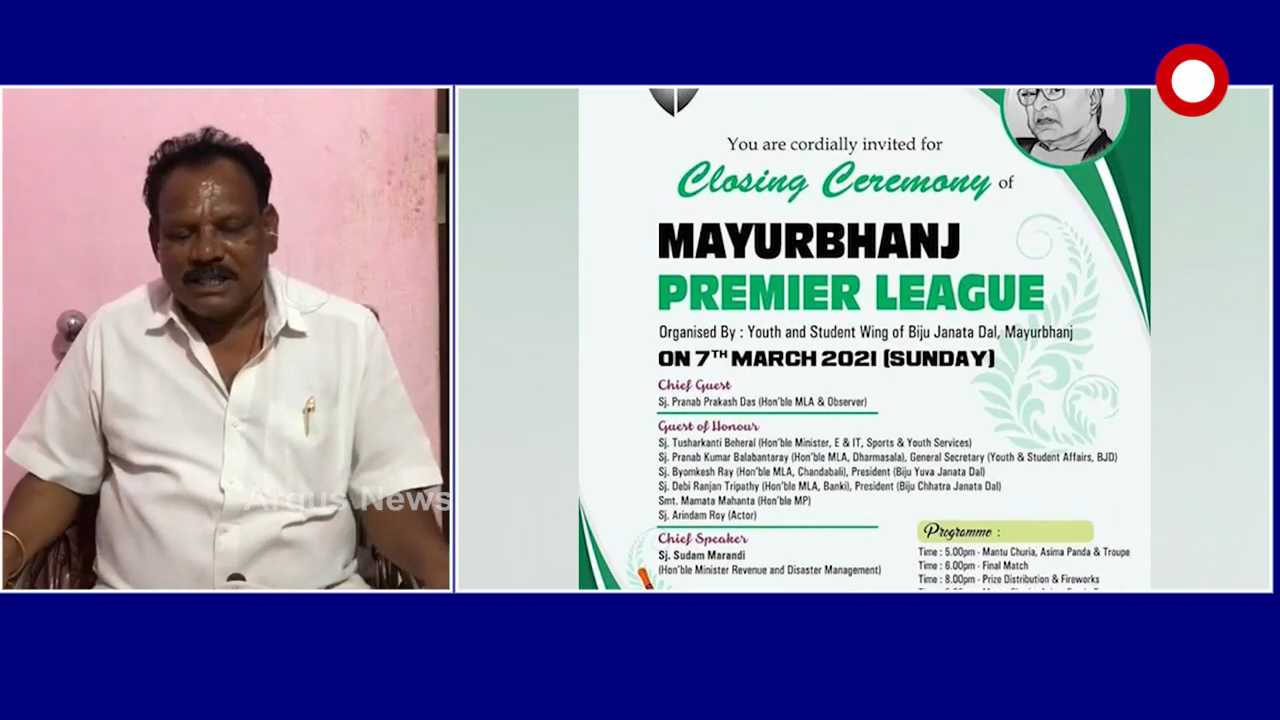 You are cordially invited for
Closing Ceremony of
MAYURBHANJ
PREMIER LEAGUE
Organised By : Youth and Student Wing of Biju Janata Dal, Mayurbhanj
ON 7TH MARCH 2021 (SUNDAY)
Chief Guest
Sj. Pranab Prakash Das (Hon'ble MLA & Observer)
Guest of Honour
Sj. Tusharkanti Beheral (Hon'ble Minister, E & IT, Sports & Youth Services)
Sj. Pranab Kumar Balabantaray (Hon'ble MLA, Dharmasala), General Secretary (Youth & Student Affairs, BJD)
Sj. Byomkesh Ray (Hon'ble MLA, Chandabali), President (Biju Yuva Janata Dal)
Sj. Debi Ranjan Tripathy (Hon'ble MLA, Banki), President (Biju Chhatra Janata Dal)
Smt. Mamata Mahanta (Hon'ble MP)
Sj. Arindam Roy (Actor)
Chief Speaker
Sj. Sudam Marandi
(Hon'ble Minister Revenue and Disaster Management)
Programme :
Time : 5.00pm - Mantu Churia, Asima Panda & Troupe
Time : 6.00pm - Final Match
Time : 8.00pm - Prize Distribution & Fireworks
Argus News